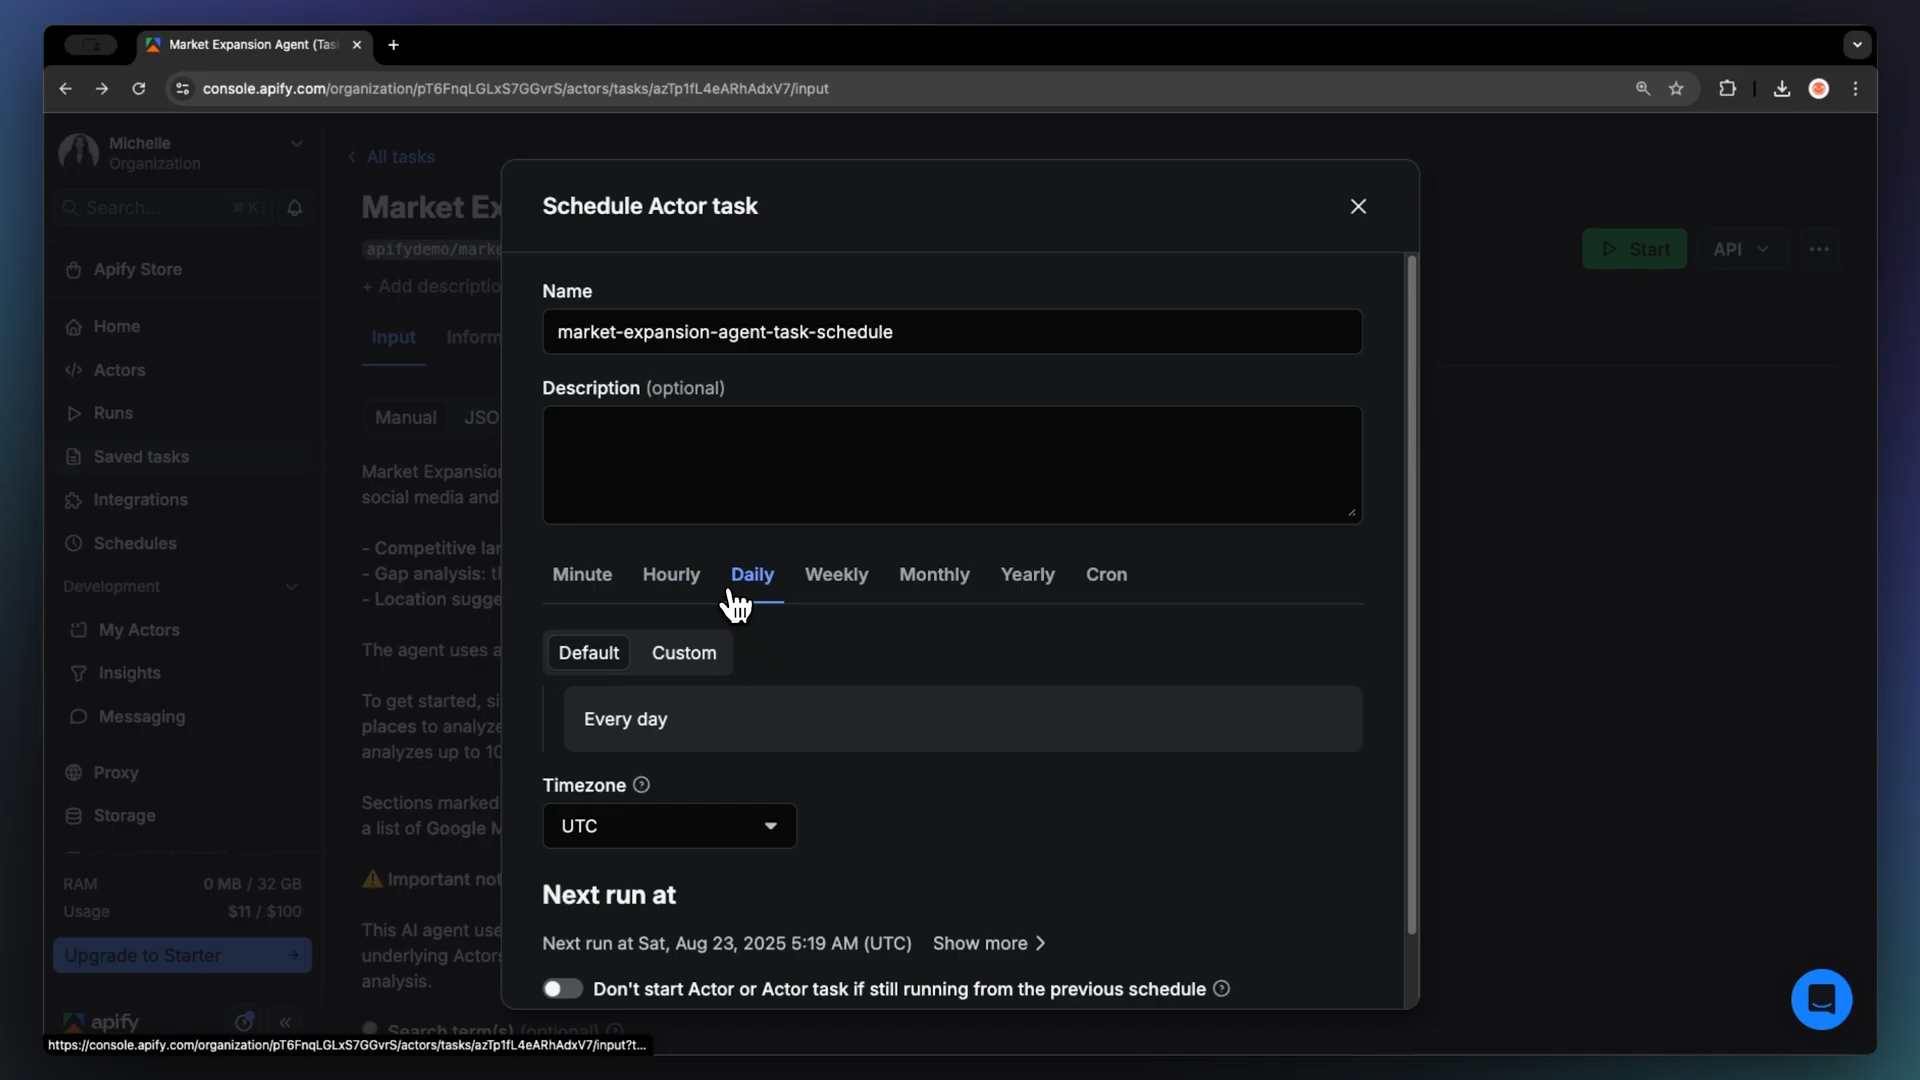 Market Expansion Agent (Tas
console.apify.com/organization/pT6FnqLGLxS7GGvrS/actors/tasks/azTp1fL4eARhAdxV7/input
Michelle
Organization
Search...
⌘ K
Apify Store
Home
Actors
Runs
Saved tasks
Integrations
Schedules
Development
My Actors
Insights
Messaging
Proxy
Storage
RAM 0 MB / 32 GB
Usage $11 / $100
Upgrade to Starter
apify
All tasks
Market Ex
apifydemo/marke
+ Add descriptio
Input Inform
Manual JSO
Market Expansion
social media and
- Competitive lan
- Gap analysis: th
- Location sugge
The agent uses a
To get started, si
places to analyze
analyzes up to 10
Sections marked
a list of Google M
Important not
This AI agent use
underlying Actors
analysis.
Search term(s) (optional)
Start
API
Schedule Actor task
Name
market-expansion-agent-task-schedule
Description (optional)
Minute Hourly Daily Weekly Monthly Yearly Cron
Default Custom
Every day
Timezone
UTC
Next run at
Next run at Sat, Aug 23, 2025 5:19 AM (UTC) Show more
Don't start Actor or Actor task if still running from the previous schedule
https://console.apify.com/organization/pT6FnqLGLxS7GGvrS/actors/tasks/azTp1fL4eARhAdxV7/input?t...